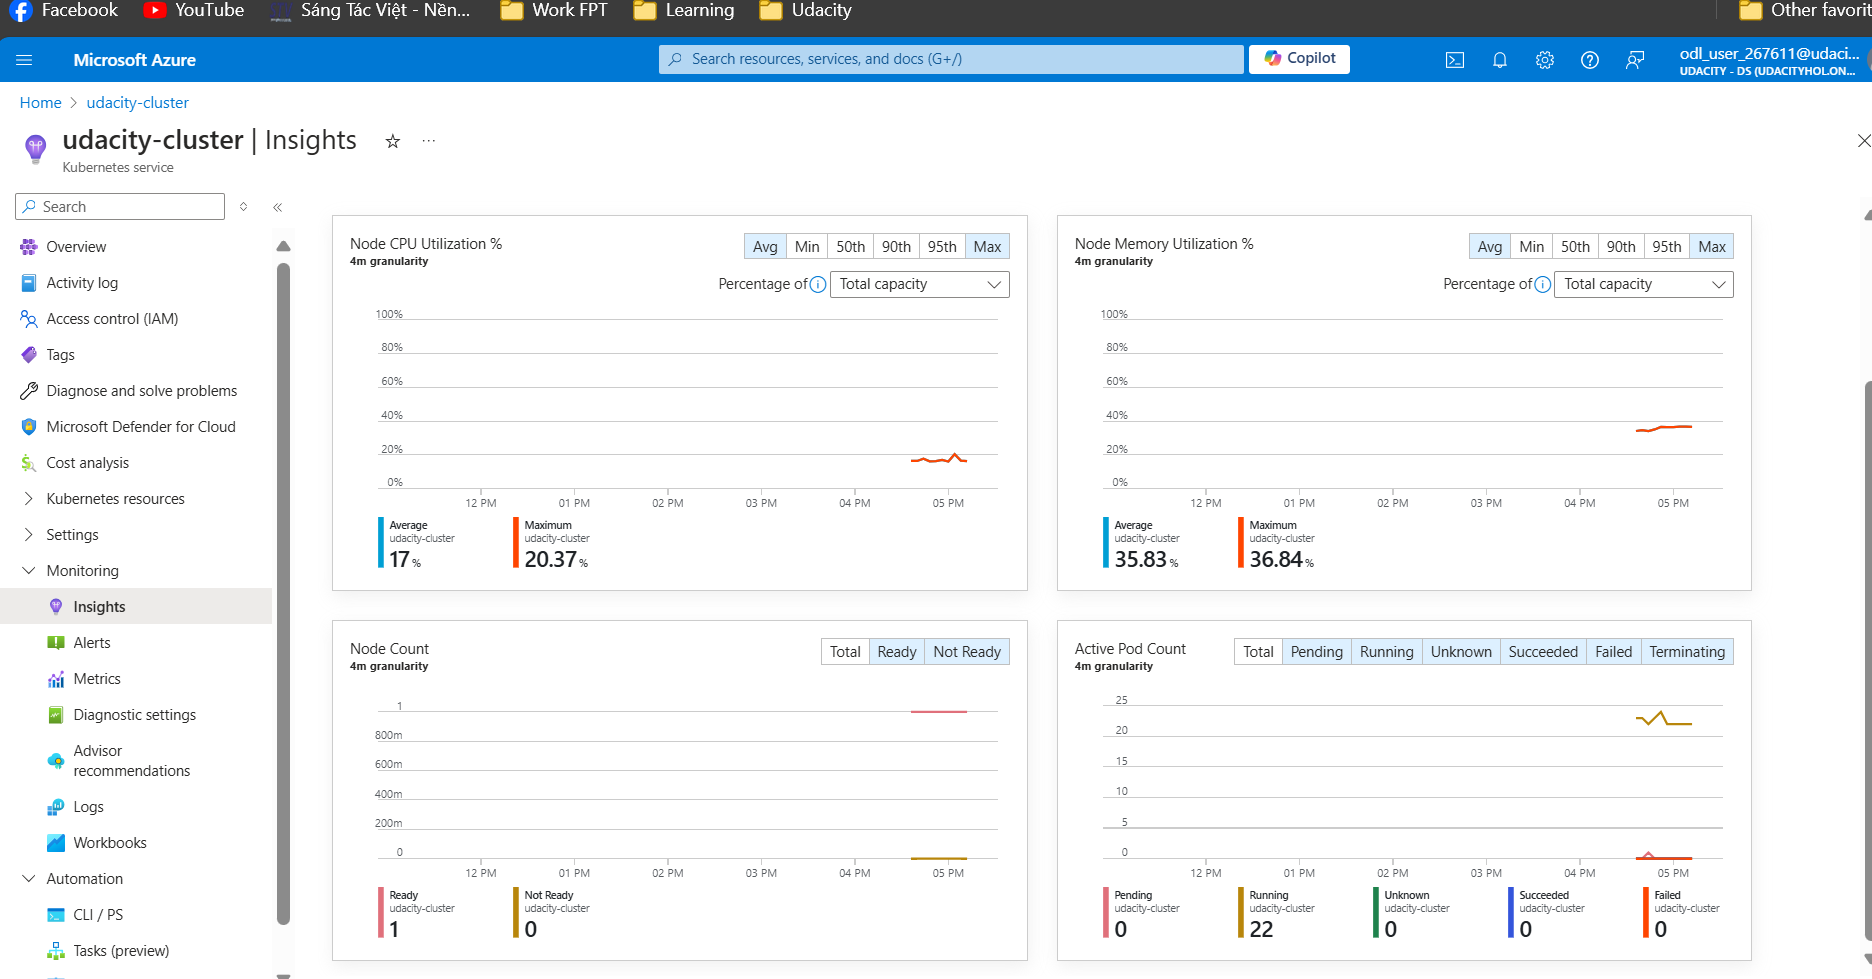 Facebook
YouTube
Sáng Tác Việt - Nền...
Work FPT
Learning
Udacity
Other favorit
Microsoft Azure
Search resources, services, and docs (G+/)
Copilot
odl_user_267611@udaci...
UDACITY - DS (UDACITYHOL.ON...
Home > udacity-cluster
udacity-cluster | Insights
Kubernetes service
Search
Overview
Activity log
Access control (IAM)
Tags
Diagnose and solve problems
Microsoft Defender for Cloud
Cost analysis
Kubernetes resources
Settings
Monitoring
Insights
Alerts
Metrics
Diagnostic settings
Advisor
recommendations
Logs
Workbooks
Automation
CLI / PS
Tasks (preview)
Node CPU Utilization %
4m granularity
Avg Min 50th 90th 95th Max
Percentage of Total capacity
100%
80%
60%
40%
20%
0%
12 PM 01 PM 02 PM 03 PM 04 PM 05 PM
Average
udacity-cluster
17 %
Maximum
udacity-cluster
20.37 %
Node Memory Utilization %
4m granularity
Avg Min 50th 90th 95th Max
Percentage of Total capacity
100%
80%
60%
40%
20%
0%
12 PM 01 PM 02 PM 03 PM 04 PM 05 PM
Average
udacity-cluster
35.83 %
Maximum
udacity-cluster
36.84 %
Node Count
4m granularity
Total Ready Not Ready
1
800m
600m
400m
200m
0
12 PM 01 PM 02 PM 03 PM 04 PM 05 PM
Ready
udacity-cluster
1
Not Ready
udacity-cluster
0
Active Pod Count
4m granularity
Total Pending Running Unknown Succeeded Failed Terminating
25
20
15
10
5
0
12 PM 01 PM 02 PM 03 PM 04 PM 05 PM
Pending
udacity-cluster
0
Running
udacity-cluster
22
Unknown
udacity-cluster
0
Succeeded
udacity-cluster
0
Failed
udacity-cluster
0